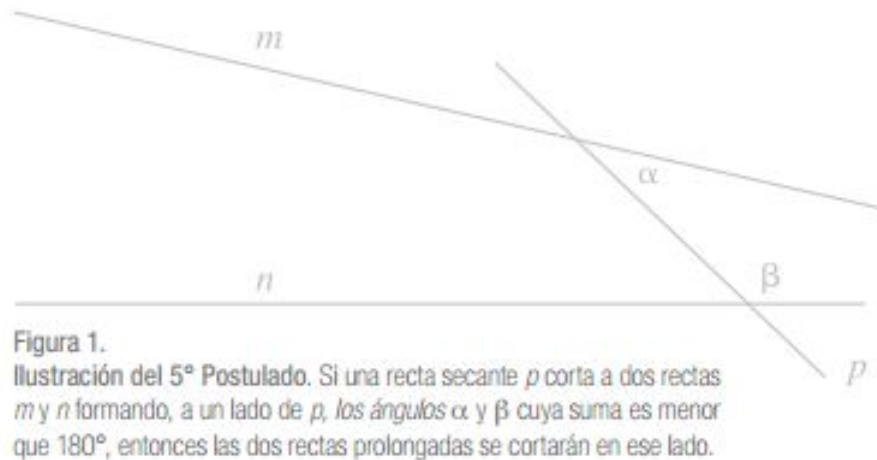 m
α
β
n
p
Figura 1.
Ilustración del 5° Postulado. Si una recta secante p corta a dos rectas
m y n formando, a un lado de p, los ángulos α y β cuya suma es menor
que 180°, entonces las dos rectas prolongadas se cortarán en ese lado.